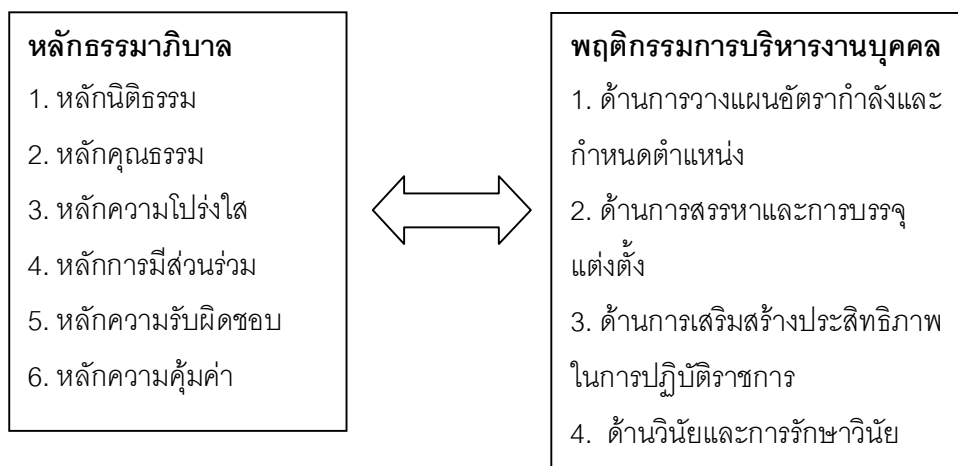 หลักธรรมาภิบาล
1. หลักนิติธรรม
2. หลักคุณธรรม
3. หลักความโปร่งใส
4. หลักการมีส่วนร่วม
5. หลักความรับผิดชอบ
6. หลักความคุ้มค่า
พฤติกรรมการบริหารงานบุคคล
1. ด้านการวางแผนอัตรากำลังและ
กำหนดตำแหน่ง
2. ด้านการสรรหาและการบรรจุ
แต่งตั้ง
3. ด้านการเสริมสร้างประสิทธิภาพ
ในการปฏิบัติราชการ
4. ด้านวินัยและการรักษาวินัย